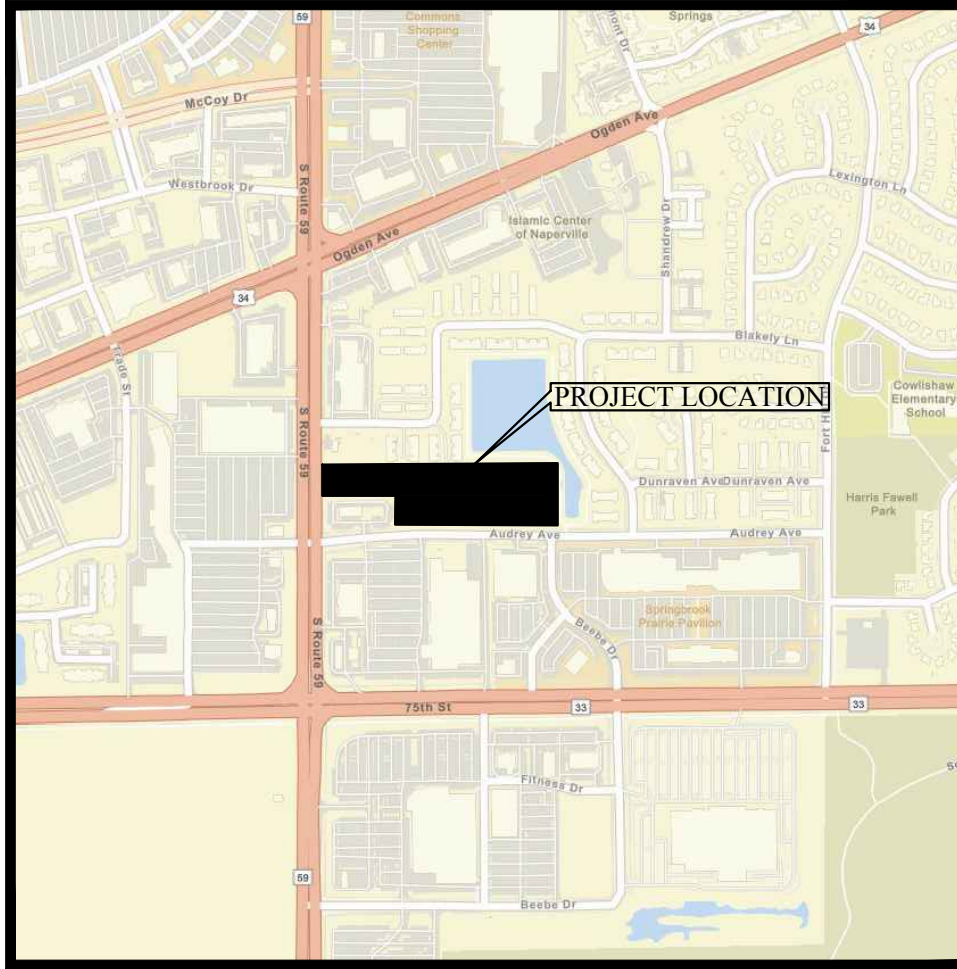 59
Commons
Shopping
Center
Springs
34
McCoy Dr
Ogden Ave
Westbrook Dr
S Route 59
Lexington Ln
Islamic Center
of Naperville
Shandrew Dr
Ogden Ave
34
Blakely Ln
Trade St
Cowlishaw
Elementary
School
PROJECT LOCATION
S Route 59
Dunraven Ave
Dunraven Ave
Harris Fawell
Park
Audrey Ave
Audrey Ave
Springbrook
Prairie Pavilion
Beebe Dr
S Route 59
75th St
33
33
Fitness Dr
59
Beebe Dr